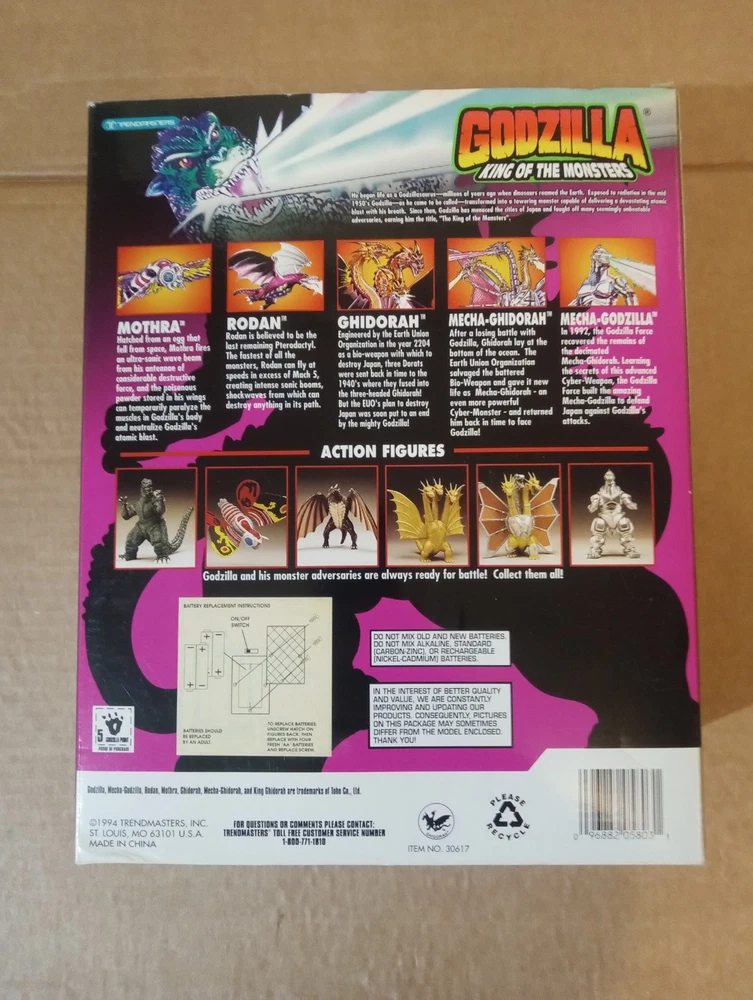 TRENDMASTERS
GODZILLA®
KING OF THE MONSTERS
He began life as a Godzillasaurus—millions of years ago when dinosaurs roamed the Earth. Exposed to radiation in the mid
1950's Godzilla—as he came to be called—transformed into a towering monster capable of delivering a devastating atomic
blast with his breath. Since then, Godzilla has menaced the cities of Japan and fought off many seemingly unbeatable
adversaries, earning him the title, "The King of the Monsters".
MOTHRA™
Hatched from an egg that
fell from space, Mothra fires
an ultra-sonic wave beam
from his antennae of
considerable destructive
force, and the poisonous
powder stored in his wings
can temporarily paralyze the
muscles in Godzilla's body
and neutralize Godzilla's
atomic blast.
RODAN™
Rodan is believed to be the
last remaining Pterodactyl.
The fastest of all the
monsters, Rodan can fly at
speeds in excess of Mach 5,
creating intense sonic booms,
shockwaves from which can
destroy anything in its path.
GHIDORAH™
Engineered by the Earth Union
Organization in the year 2204
as a bio-weapon with which to
destroy Japan, three Dorats
were sent back in time to the
1940's where they fused into
the three-headed Ghidorah!
But the EUO's plan to destroy
Japan was soon put to an end
by the mighty Godzilla!
MECHA-GHIDORAH™
After a losing battle with
Godzilla, Ghidorah lay at the
bottom of the ocean. The
Earth Union Organization
salvaged the battered
Bio-Weapon and gave it new
life as Mecha-Ghidorah - an
even more powerful
Cyber-Monster - and returned
him back in time to face
Godzilla!
MECHA-GODZILLA™
In 1992, the Godzilla Force
recovered the remains of
the decimated
Mecha-Ghidorah. Learning
the secrets of this advanced
Cyber-Weapon, the Godzilla
Force built the amazing
Mecha-Godzilla to defend
Japan against Godzilla's
attacks.
ACTION FIGURES
Godzilla and his monster adversaries are always ready for battle! Collect them all!
BATTERY REPLACEMENT INSTRUCTIONS
ON/OFF
SWITCH
BATTERIES SHOULD
BE REPLACED
BY AN ADULT.
TO REPLACE BATTERIES:
UNSCREW HATCH ON
FIGURES BACK, THEN
REPLACE WITH FOUR
FRESH 'AA' BATTERIES
AND REPLACE SCREW.
DO NOT MIX OLD AND NEW BATTERIES.
DO NOT MIX ALKALINE, STANDARD
(CARBON-ZINC), OR RECHARGEABLE
(NICKEL-CADMIUM) BATTERIES.
IN THE INTEREST OF BETTER QUALITY
AND VALUE, WE ARE CONSTANTLY
IMPROVING AND UPDATING OUR
PRODUCTS. CONSEQUENTLY, PICTURES
ON THIS PACKAGE MAY SOMETIMES
DIFFER FROM THE MODEL ENCLOSED.
THANK YOU!
5 GODZILLA POINT
PROOF OF PURCHASE
Godzilla, Mecha-Godzilla, Rodan, Mothra, Ghidorah, Mecha-Ghidorah, and King Ghidorah are trademarks of Toho Co., Ltd.
©1994 TRENDMASTERS, INC.
ST. LOUIS, MO 63101 U.S.A.
MADE IN CHINA
FOR QUESTIONS OR COMMENTS PLEASE CONTACT:
TRENDMASTERS' TOLL FREE CUSTOMER SERVICE NUMBER
1-800-771-1810
ITEM NO. 30617
PLEASE
RECYCLE
0 96882 05803 1